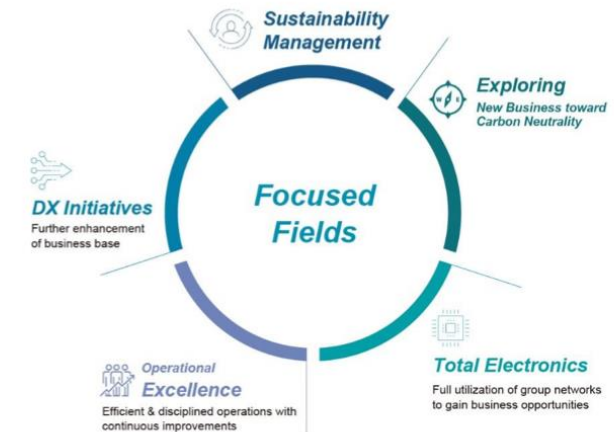 Sustainability
Management
Exploring
New Business toward
Carbon Neutrality
W E
Focused
Fields
DX Initiatives
Further enhancement
of business base
Total Electronics
Full utilization of group networks
to gain business opportunities
Operational
Excellence
Efficient & disciplined operations with
continuous improvements